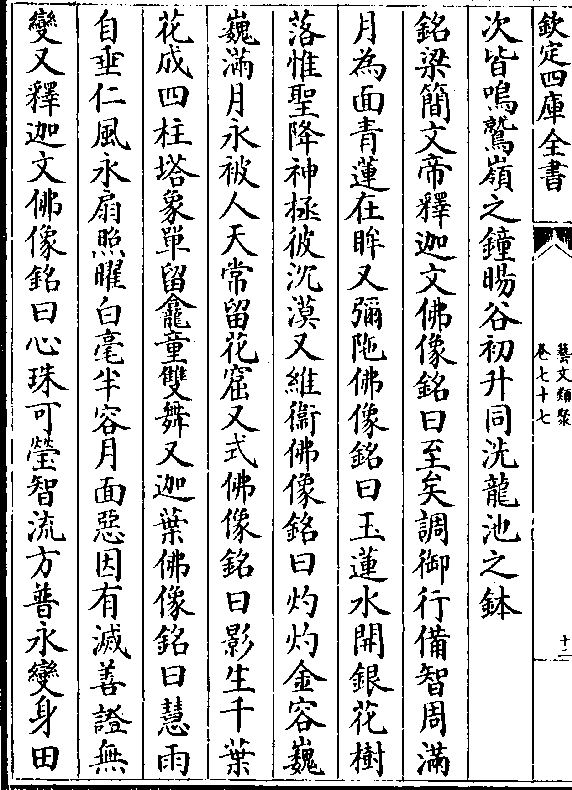 欽定四庫全書
藝文類聚
卷七十七
十二
次皆鳴鷲嶺之鐘暘谷初升同洗龍池之鉢
銘梁簡文帝釋迦文佛像銘曰至矣調御行備智周滿
月為面青蓮在眸又彌陁佛像銘曰玉蓮水開銀花樹
落惟聖降神拯彼沉漠又維衛佛像銘曰灼灼金容巍
巍滿月永被人天常留花窟又式佛像銘曰影生千葉
花成四柱塔象單留龕童雙舞又迦葉佛像銘曰慧雨
自垂仁風永扇照曜白毫半容月面惡因有滅善證無
變又釋迦文佛像銘曰心珠可瑩智流方普永變身田